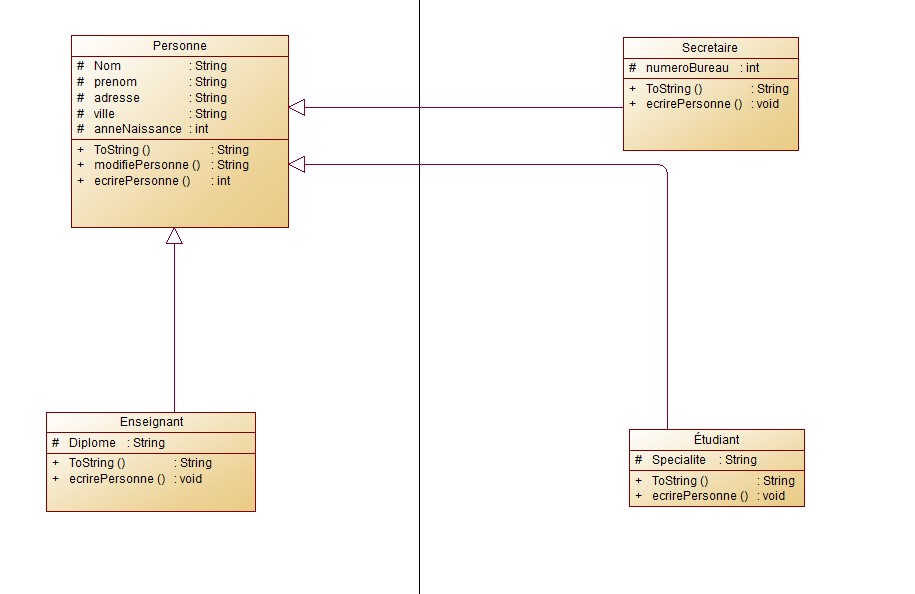 Personne
# Nom : String
# prenom : String
# adresse : String
# ville : String
# anneNaissance : int
+ ToString () : String
+ modifiePersonne () : String
+ ecrirePersonne () : int
Secretaire
# numeroBureau : int
+ ToString () : String
+ ecrirePersonne () : void
Enseignant
# Diplome : String
+ ToString () : String
+ ecrirePersonne () : void
Étudiant
# Specialite : String
+ ToString () : String
+ ecrirePersonne () : void